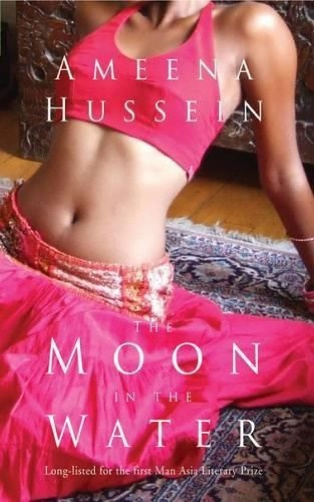 AMEENA
HUSSEIN
THE
MOON
IN THE
WATER
Long-listed for the first Man Asia Literary Prize